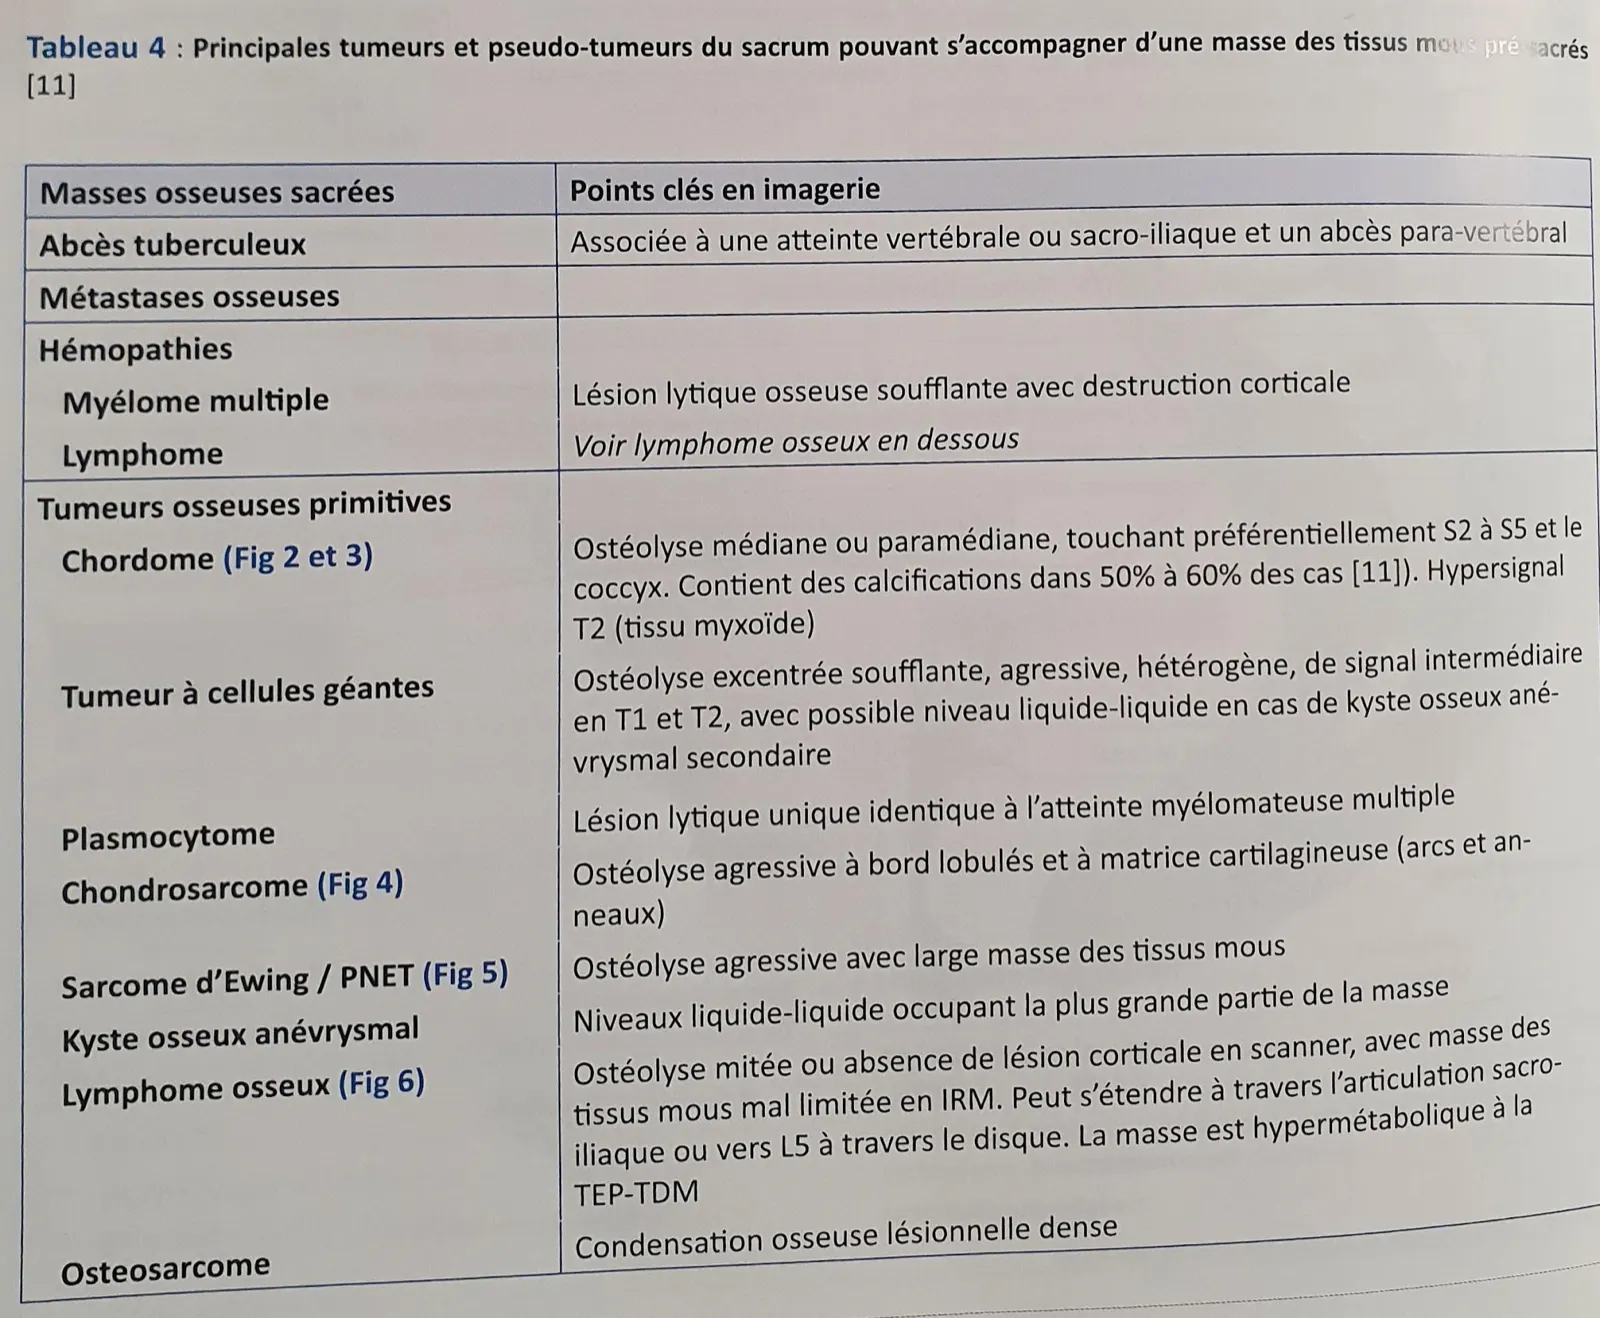 Tableau 4 : Principales tumeurs et pseudo-tumeurs du sacrum pouvant s'accompagner d'une masse des tissus mous pré sacrés
[11]
Masses osseuses sacrées
Points clés en imagerie
Abcès tuberculeux
Associée à une atteinte vertébrale ou sacro-iliaque et un abcès para-vertébral
Métastases osseuses
Hémopathies
Myélome multiple
Lésion lytique osseuse soufflante avec destruction corticale
Lymphome
Voir lymphome osseux en dessous
Tumeurs osseuses primitives
Chordome (Fig 2 et 3)
Ostéolyse médiane ou paramédiane, touchant préférentiellement S2 à S5 et le
coccyx. Contient des calcifications dans 50% à 60% des cas [11]). Hypersignal
T2 (tissu myxoïde)
Tumeur à cellules géantes
Ostéolyse excentrée soufflante, agressive, hétérogène, de signal intermédiaire
en T1 et T2, avec possible niveau liquide-liquide en cas de kyste osseux ané-
vrysmal secondaire
Plasmocytome
Lésion lytique unique identique à l'atteinte myélomateuse multiple
Chondrosarcome (Fig 4)
Ostéolyse agressive à bord lobulés et à matrice cartilagineuse (arcs et an-
neaux)
Sarcome d'Ewing / PNET (Fig 5)
Ostéolyse agressive avec large masse des tissus mous
Kyste osseux anévrysmal
Niveaux liquide-liquide occupant la plus grande partie de la masse
Lymphome osseux (Fig 6)
Ostéolyse mitée ou absence de lésion corticale en scanner, avec masse des
tissus mous mal limitée en IRM. Peut s'étendre à travers l'articulation sacro-
iliaque ou vers L5 à travers le disque. La masse est hypermétabolique à la
TEP-TDM
Osteosarcome
Condensation osseuse lésionnelle dense